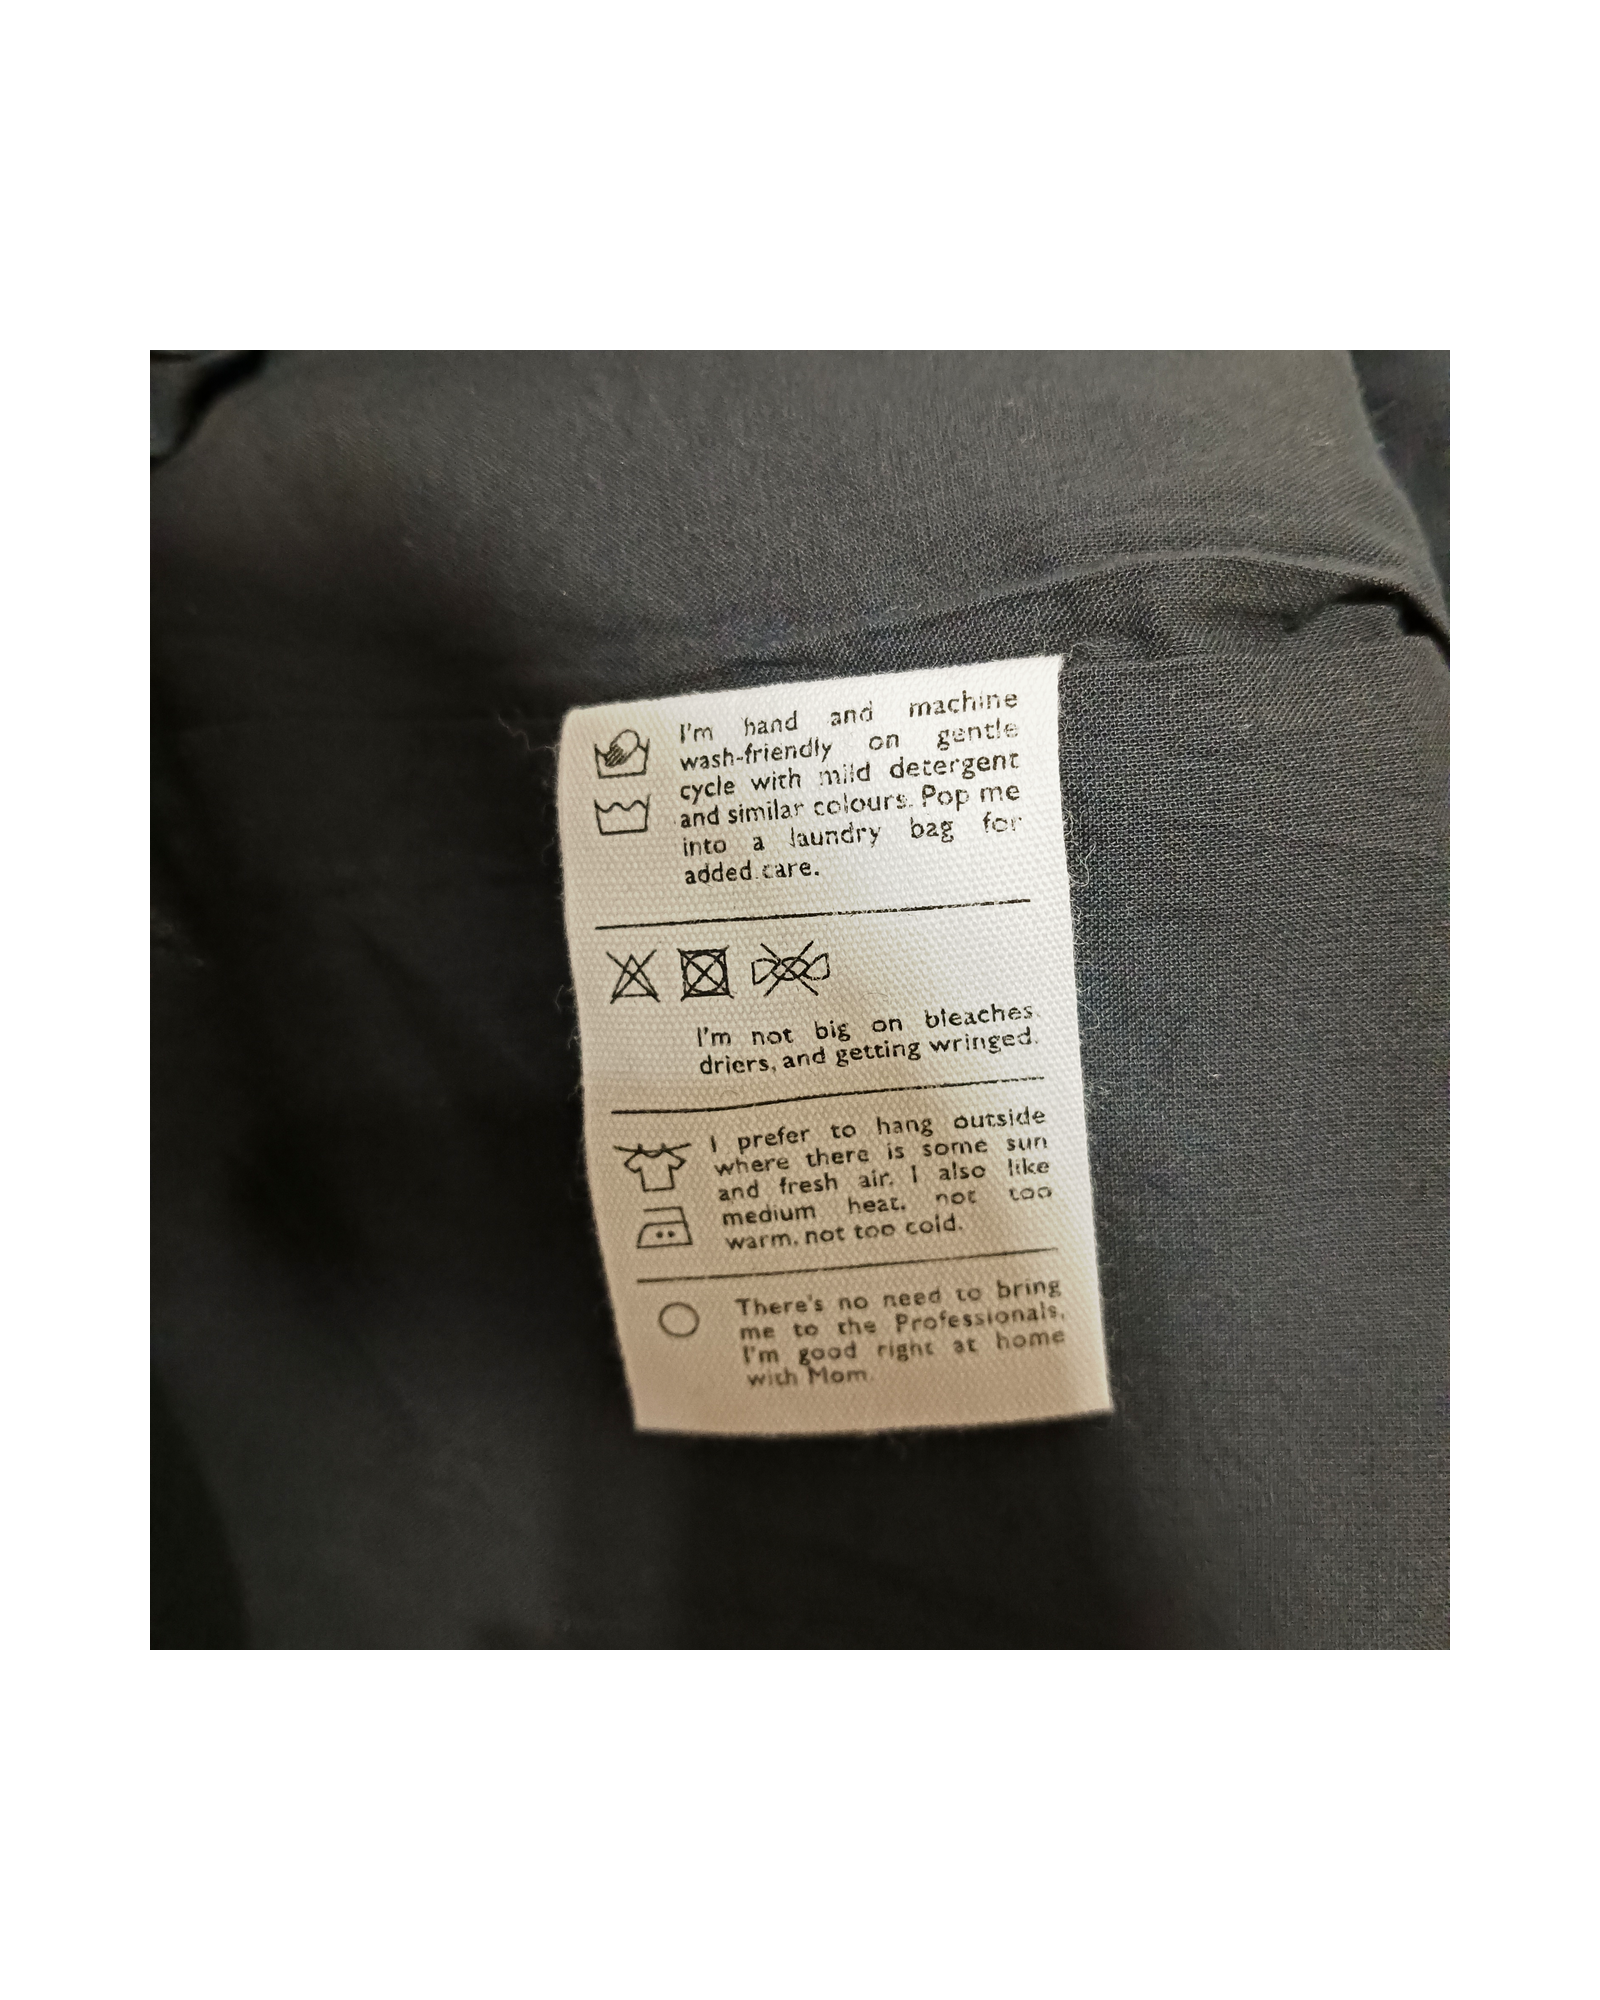 I'm hand and machine
wash-friendly on gentle
cycle with mild detergent
and similar colours. Pop me
into a laundry bag for
added care.
I'm not big on bleaches,
driers, and getting wringed.
I prefer to hang outside
where there is some sun
and fresh air. I also like
medium heat, not too
warm, not too cold.
There's no need to bring
me to the Professionals,
I'm good right at home
with Mom.